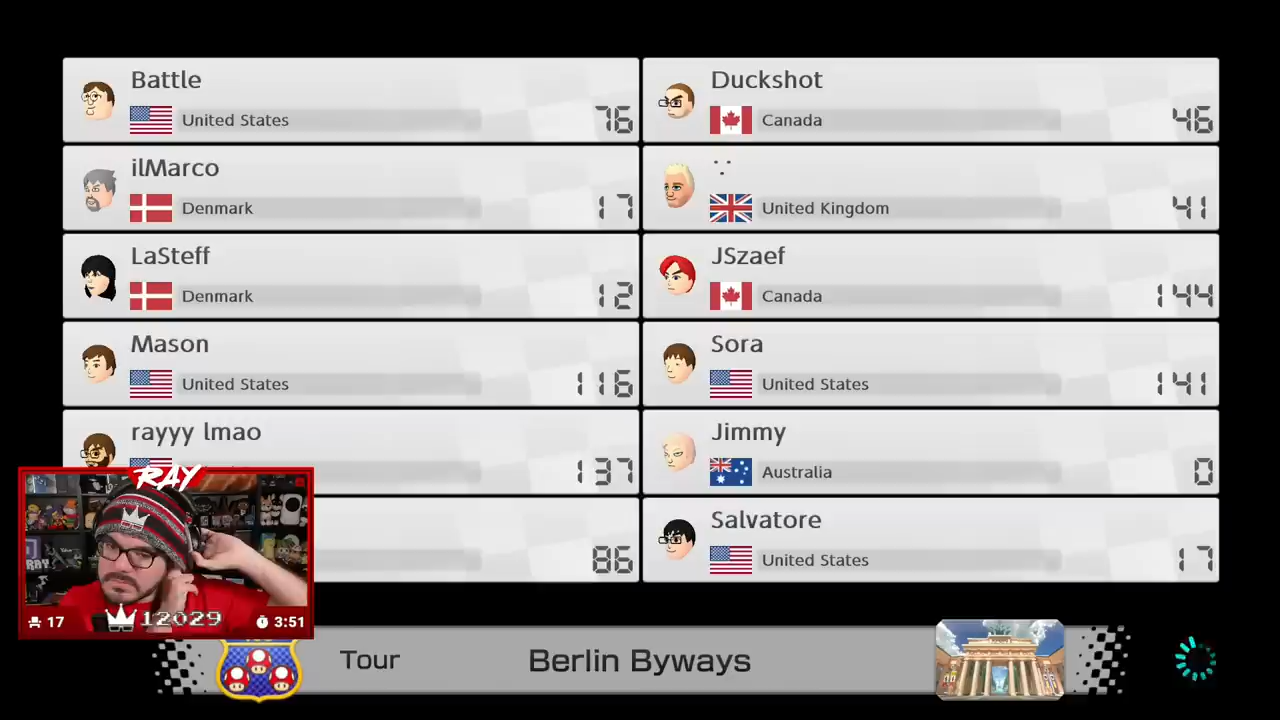 Battle
United States
76
Duckshot
Canada
46
ilMarco
Denmark
17
United Kingdom
41
LaSteff
Denmark
12
JSzaef
Canada
144
Mason
United States
116
Sora
United States
141
rayyy lmao
137
Jimmy
Australia
0
86
Salvatore
United States
17
RAY
RAY
17
12029
3:51
Tour
Berlin Byways